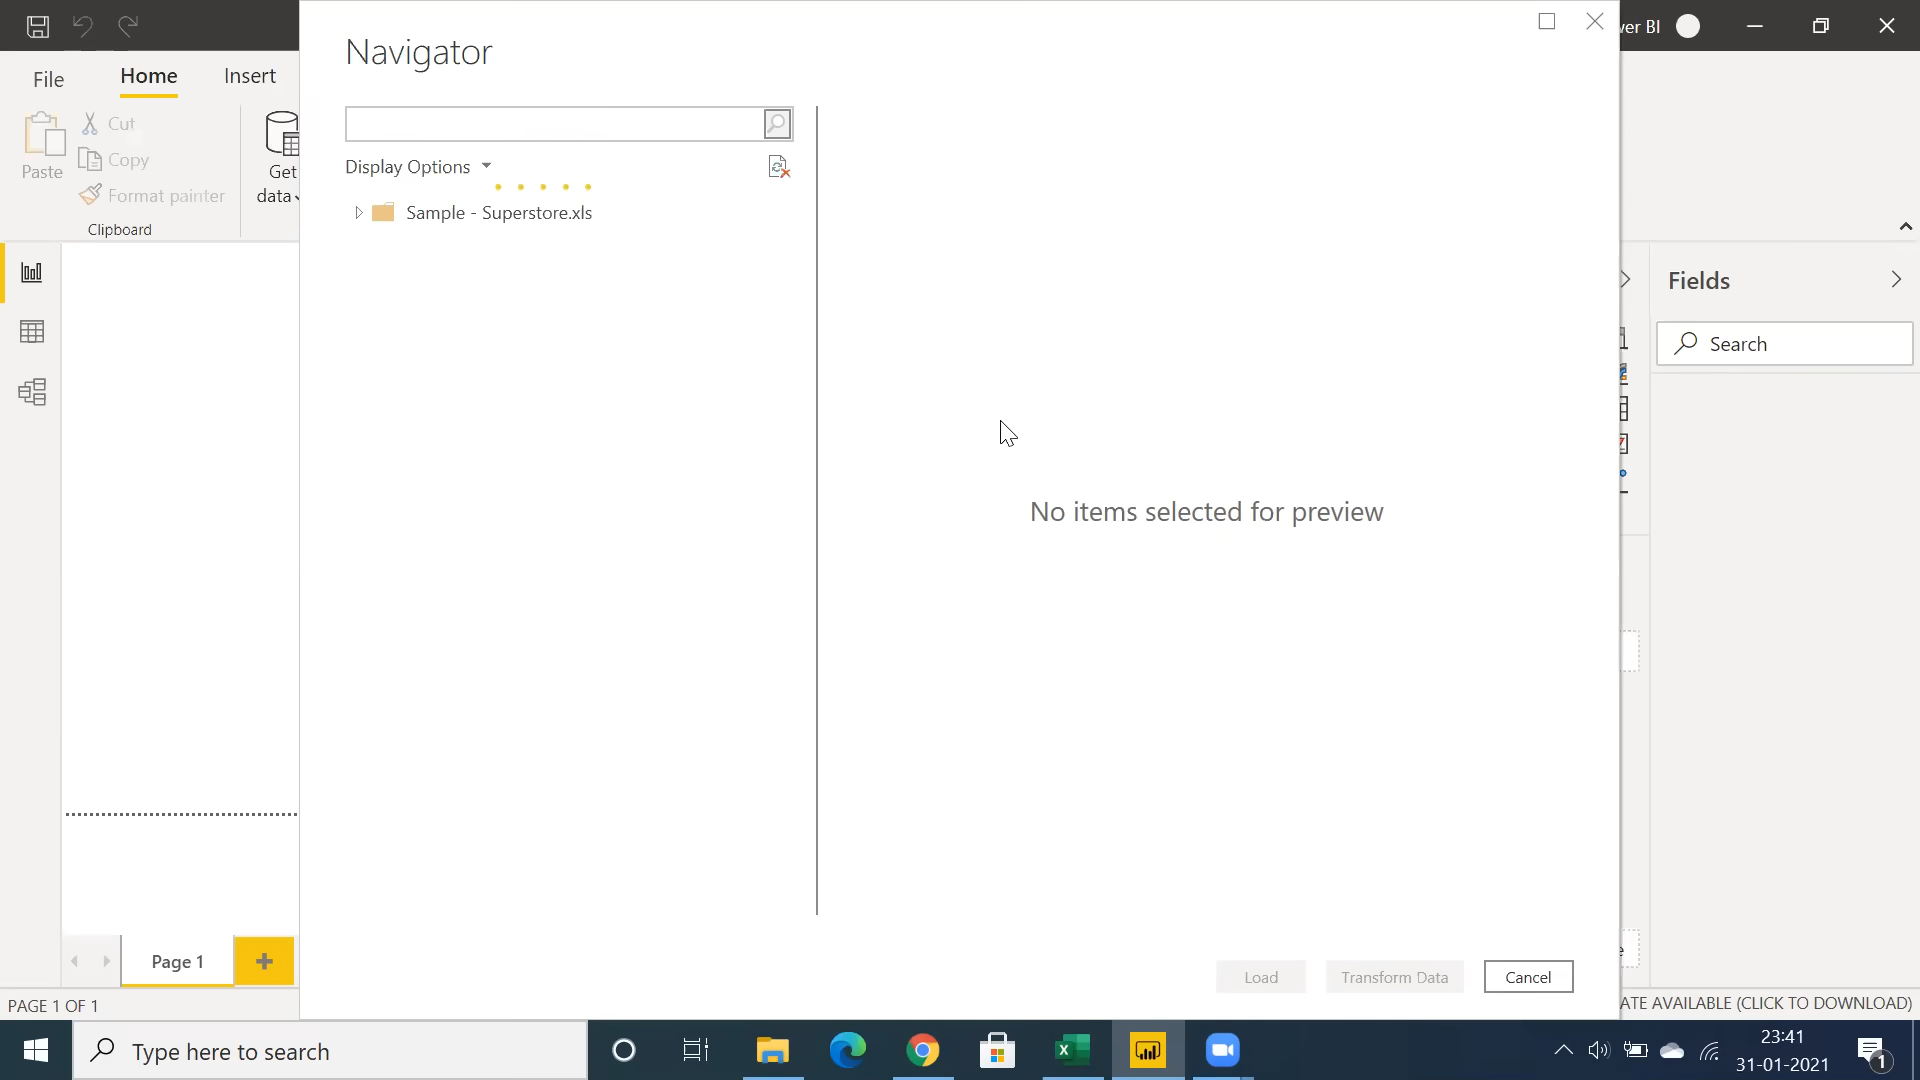 Navigator
ver BI
File
Home
Insert
Cut
Copy
Paste
Format painter
Clipboard
Get
data
Display Options
Sample - Superstore.xls
Fields
Search
No items selected for preview
Load
Transform Data
Cancel
Page 1
PAGE 1 OF 1
ATE AVAILABLE (CLICK TO DOWNLOAD)
Type here to search
23:41
31-01-2021
1